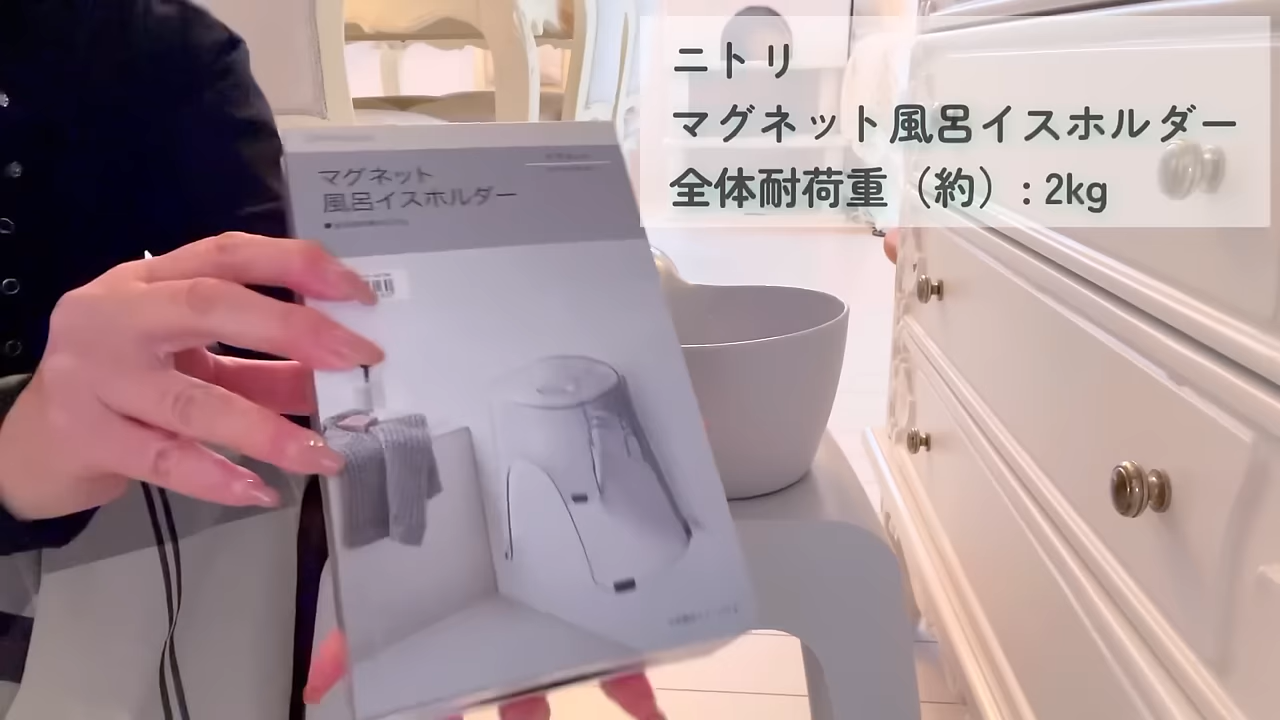 ニトリ
マグネット風呂イスホルダー
全体耐荷重（約）: 2kg
マグネット
風呂イスホルダー